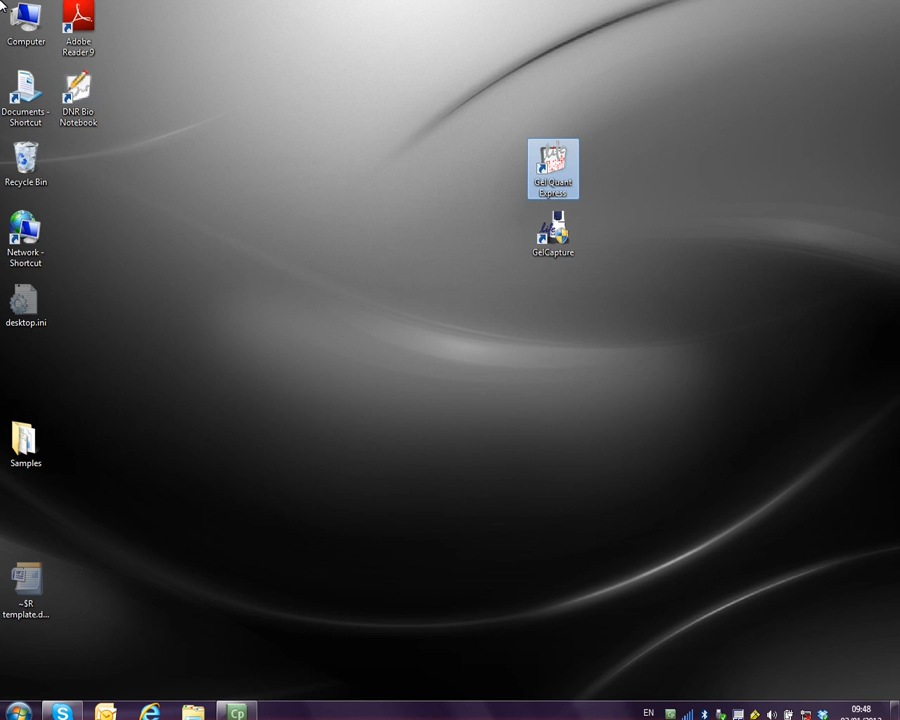 Computer
Adobe
Reader 9
Documents -
Shortcut
DNR Bio
Notebook
Recycle Bin
Network -
Shortcut
desktop.ini
Samples
~$R
template.d...
Gel Quant
Express
GelCapture
Cp
EN
09:48